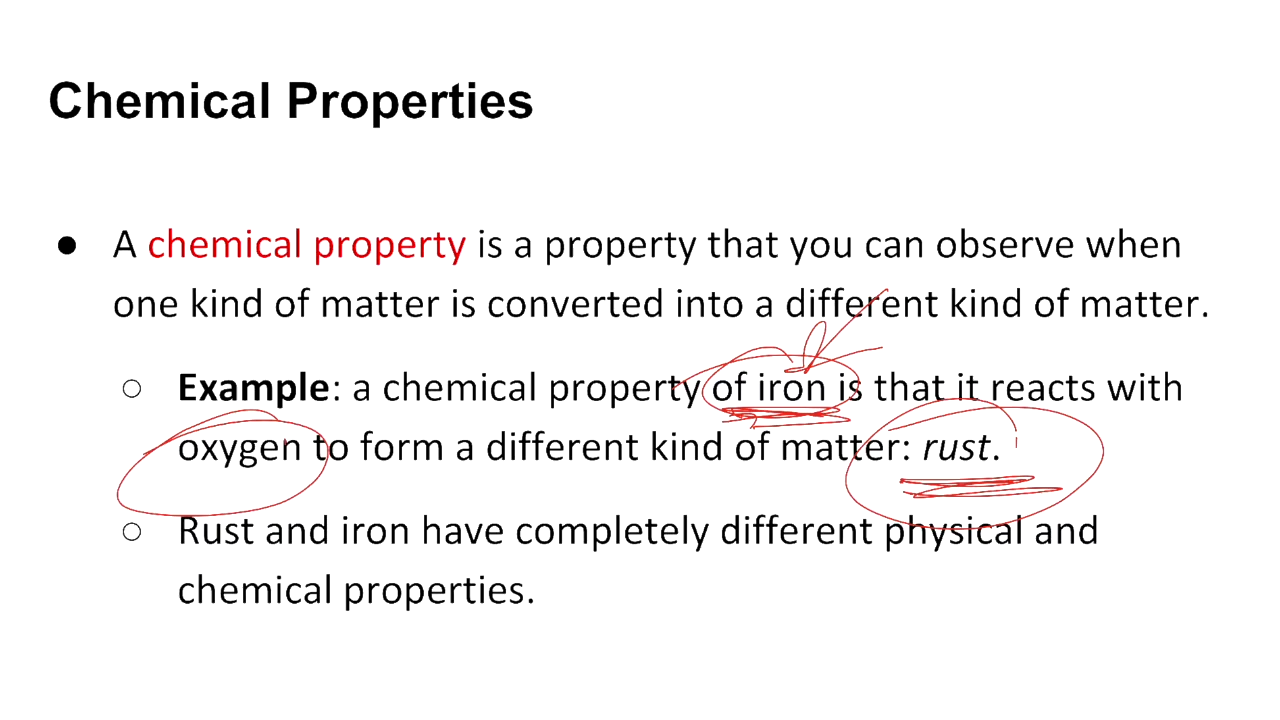 Chemical Properties
● A chemical property is a property that you can observe when
one kind of matter is converted into a different kind of matter.
○ Example: a chemical property of iron is that it reacts with
oxygen to form a different kind of matter: rust.
○ Rust and iron have completely different physical and
chemical properties.